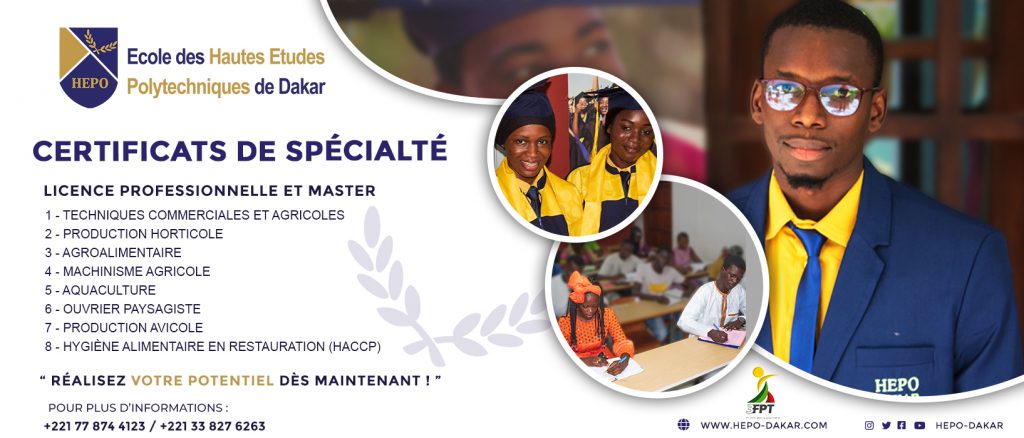 Ecole des Hautes Etudes
Polytechniques de Dakar
HEPO
CERTIFICATS DE SPÉCIALTÉ
LICENCE PROFESSIONNELLE ET MASTER
1 - TECHNIQUES COMMERCIALES ET AGRICOLES
2 - PRODUCTION HORTICOLE
3 - AGROALIMENTAIRE
4 - MACHINISME AGRICOLE
5 - AQUACULTURE
6 - OUVRIER PAYSAGISTE
7 - PRODUCTION AVICOLE
8 - HYGIÈNE ALIMENTAIRE EN RESTAURATION (HACCP)
“ RÉALISEZ VOTRE POTENTIEL DÈS MAINTENANT ! ”
POUR PLUS D’INFORMATIONS :
+221 77 874 4123 / +221 33 827 6263
HEPO
3FPT
WWW.HEPO-DAKAR.COM
HEPO-DAKAR